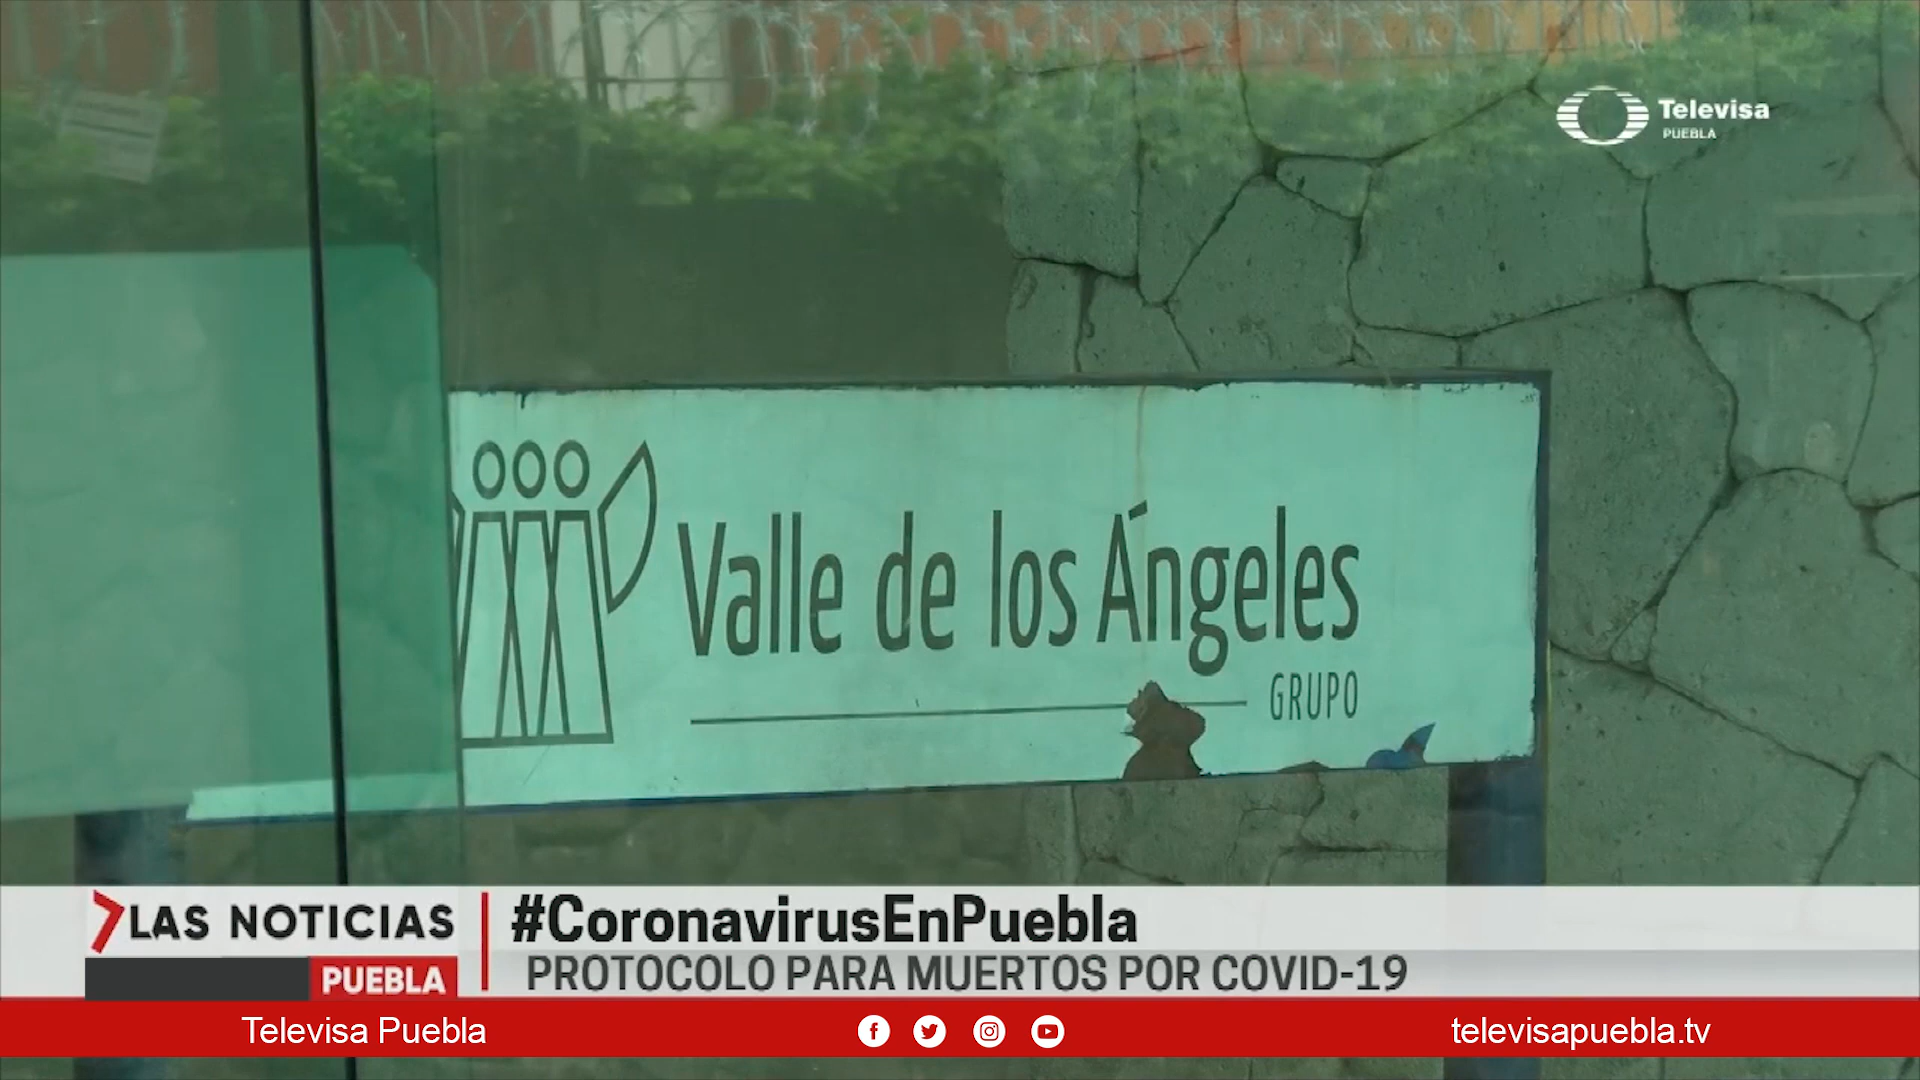 Televisa
PUEBLA
Valle de los Ángeles
GRUPO
LAS NOTICIAS
PUEBLA
#CoronavirusEnPuebla
PROTOCOLO PARA MUERTOS POR COVID-19
Televisa Puebla
televisapuebla.tv